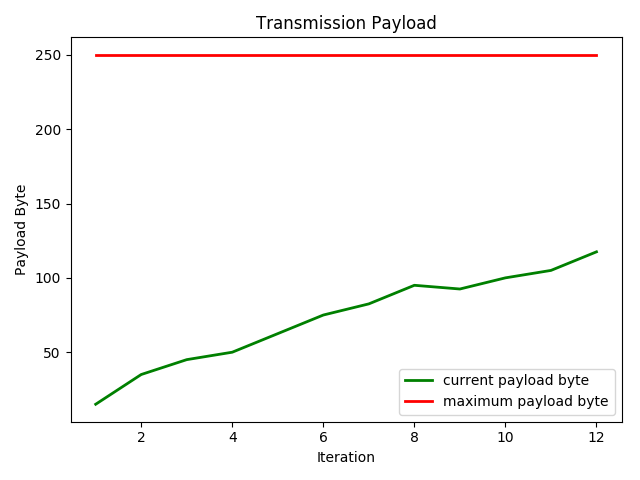 Transmission Payload
250
200
150
100
50
Payload Byte
2
4
6
8
10
12
Iteration
current payload byte
maximum payload byte